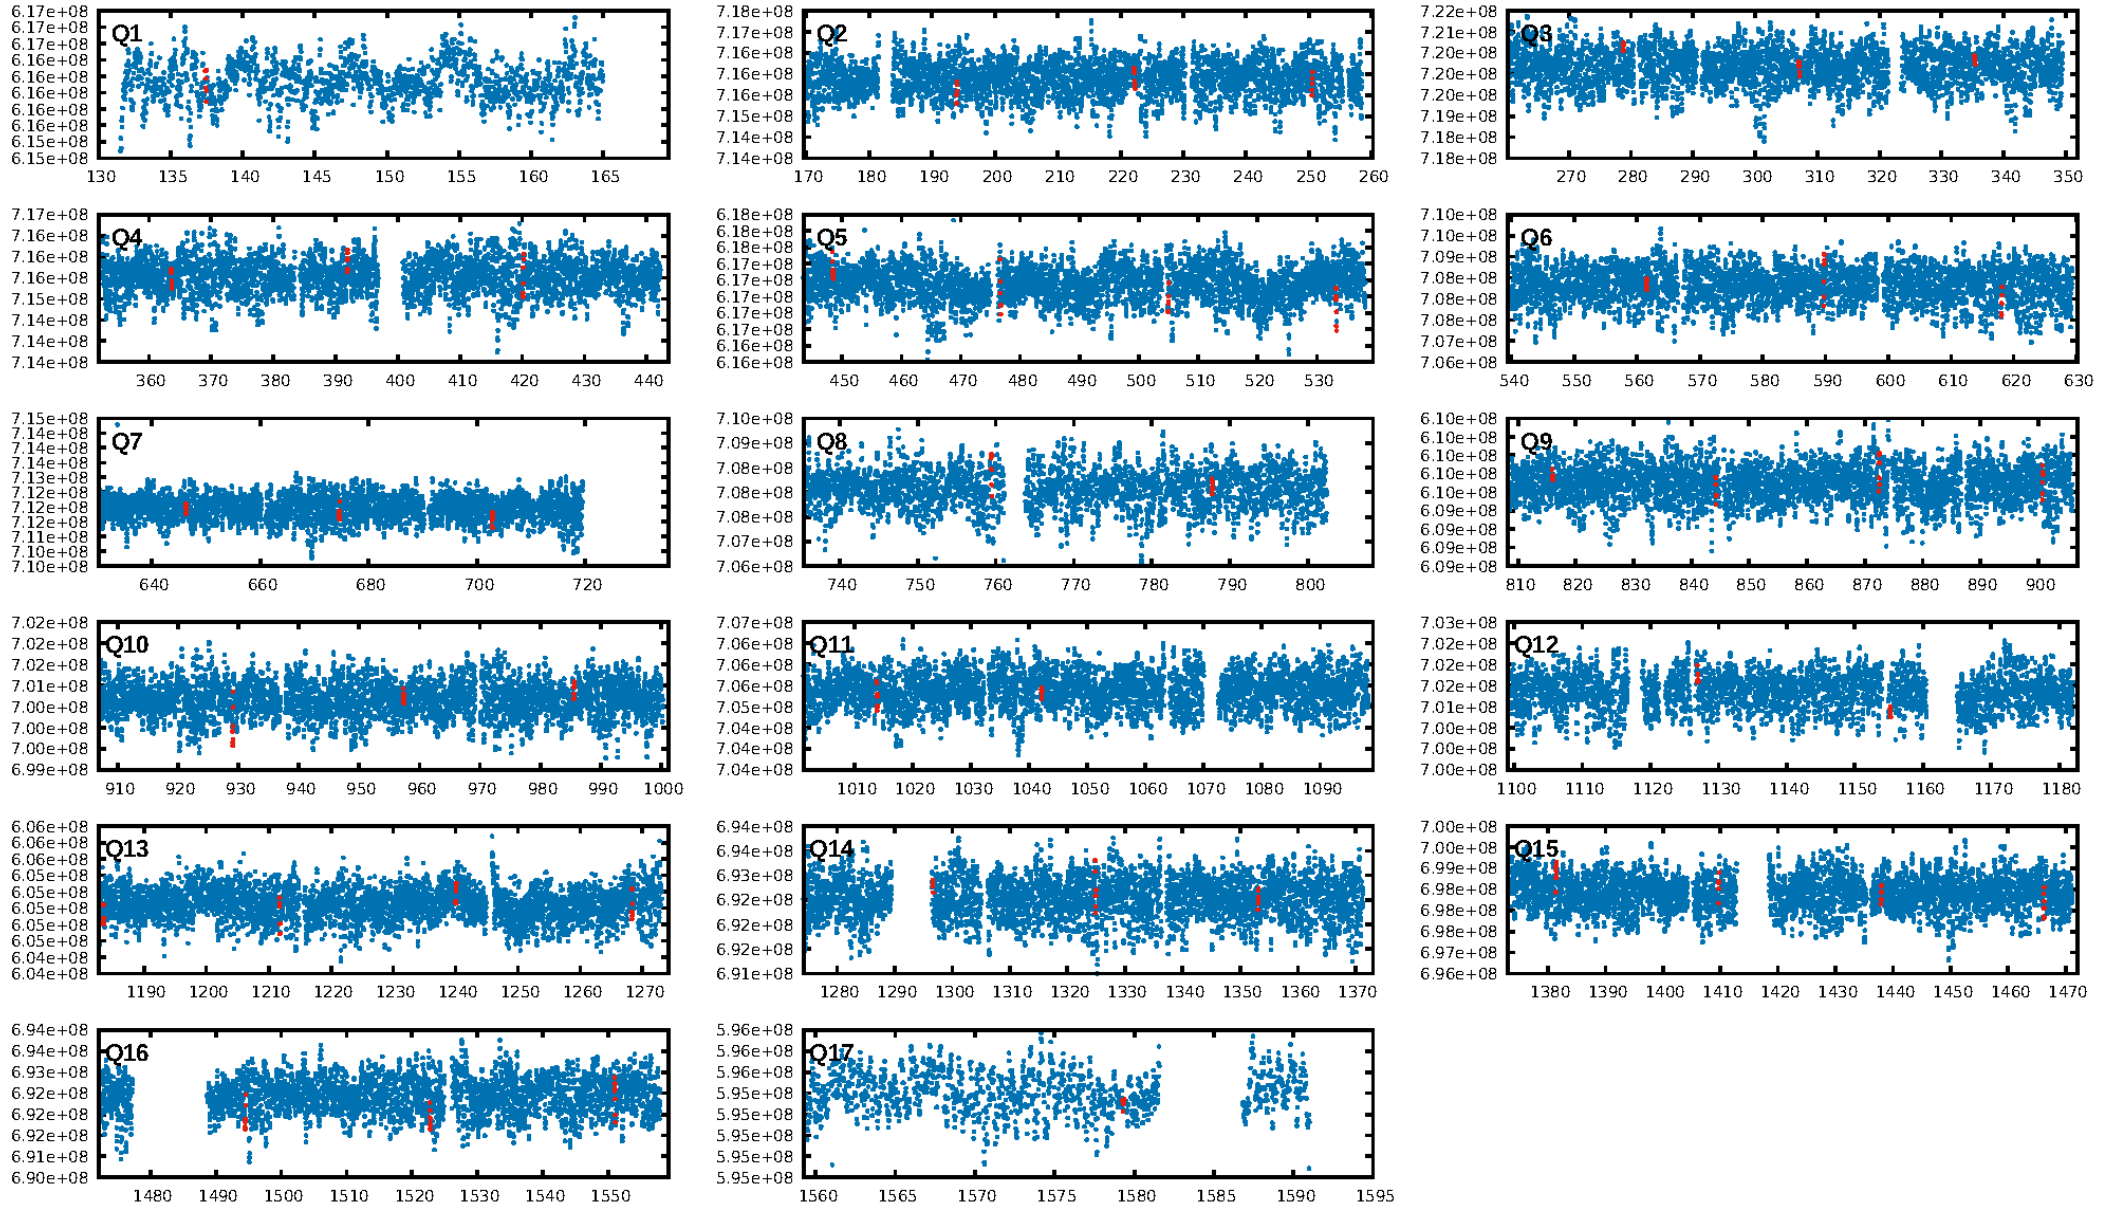 6.17e+08
6.17e+08
6.17e+08
6.16e+08
6.16e+08
6.16e+08
6.16e+08
6.16e+08
6.15e+08
6.15e+08
Q1
130 135 140 145 150 155 160 165
7.18e+08
7.17e+08
7.16e+08
7.16e+08
7.16e+08
7.15e+08
7.14e+08
7.14e+08
Q2
170 180 190 200 210 220 230 240 250 260
7.22e+08
7.21e+08
7.20e+08
7.20e+08
7.20e+08
7.19e+08
7.18e+08
7.18e+08
Q3
270 280 290 300 310 320 330 340 350
7.17e+08
7.16e+08
7.16e+08
7.16e+08
7.15e+08
7.14e+08
7.14e+08
7.14e+08
Q4
360 370 380 390 400 410 420 430 440
6.18e+08
6.18e+08
6.18e+08
6.17e+08
6.17e+08
6.17e+08
6.17e+08
6.17e+08
6.16e+08
6.16e+08
Q5
450 460 470 480 490 500 510 520 530
7.10e+08
7.10e+08
7.09e+08
7.08e+08
7.08e+08
7.08e+08
7.07e+08
7.06e+08
Q6
540 550 560 570 580 590 600 610 620 630
7.15e+08
7.14e+08
7.14e+08
7.13e+08
7.13e+08
7.12e+08
7.12e+08
7.12e+08
7.11e+08
7.10e+08
7.10e+08
Q7
640 660 680 700 720
7.10e+08
7.09e+08
7.08e+08
7.08e+08
7.08e+08
7.07e+08
7.06e+08
Q8
740 750 760 770 780 790 800
6.10e+08
6.10e+08
6.10e+08
6.10e+08
6.10e+08
6.09e+08
6.09e+08
6.09e+08
6.09e+08
Q9
810 820 830 840 850 860 870 880 890 900
7.02e+08
7.02e+08
7.02e+08
7.01e+08
7.00e+08
7.00e+08
7.00e+08
6.99e+08
Q10
910 920 930 940 950 960 970 980 990 1000
7.07e+08
7.06e+08
7.06e+08
7.06e+08
7.05e+08
7.04e+08
7.04e+08
7.04e+08
Q11
1010 1020 1030 1040 1050 1060 1070 1080 1090
7.03e+08
7.02e+08
7.02e+08
7.02e+08
7.01e+08
7.00e+08
7.00e+08
7.00e+08
Q12
1100 1110 1120 1130 1140 1150 1160 1170 1180
6.06e+08
6.06e+08
6.06e+08
6.05e+08
6.05e+08
6.05e+08
6.05e+08
6.05e+08
6.04e+08
6.04e+08
Q13
1190 1200 1210 1220 1230 1240 1250 1260 1270
6.94e+08
6.94e+08
6.93e+08
6.92e+08
6.92e+08
6.92e+08
6.91e+08
Q14
1280 1290 1300 1310 1320 1330 1340 1350 1360 1370
7.00e+08
7.00e+08
6.99e+08
6.98e+08
6.98e+08
6.98e+08
6.97e+08
6.96e+08
Q15
1380 1390 1400 1410 1420 1430 1440 1450 1460 1470
6.94e+08
6.94e+08
6.93e+08
6.92e+08
6.92e+08
6.92e+08
6.91e+08
6.90e+08
Q16
1480 1490 1500 1510 1520 1530 1540 1550
5.96e+08
5.96e+08
5.96e+08
5.95e+08
5.95e+08
5.95e+08
5.95e+08
5.95e+08
Q17
1560 1565 1570 1575 1580 1585 1590 1595